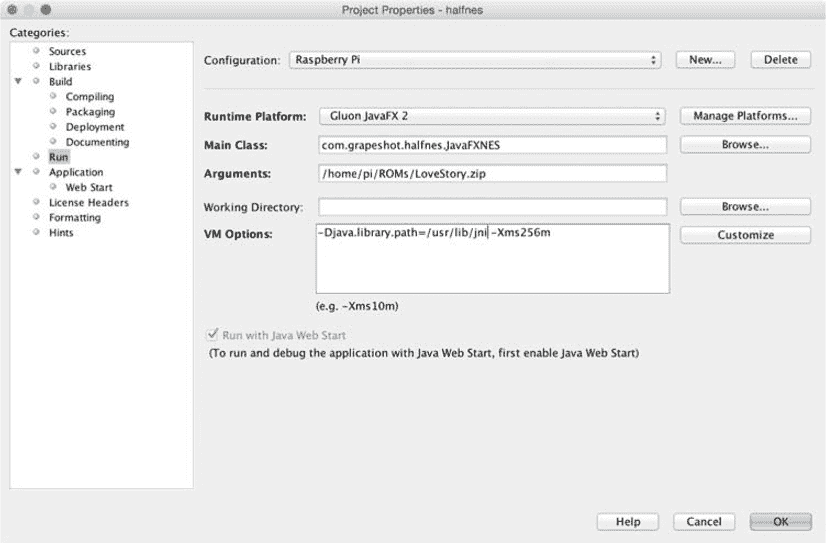 Project Properties - halfnes
Categories:
Sources
Libraries
Build
Compiling
Packaging
Deployment
Documenting
Run
Application
Web Start
License Headers
Formatting
Hints
Configuration: Raspberry Pi New... Delete
Runtime Platform: Gluon JavaFX 2 Manage Platforms...
Main Class: com.grapeshot.halfnes.JavaFXNES Browse...
Arguments: /home/pi/ROMs/LoveStory.zip
Working Directory: Browse...
VM Options: -Djava.library.path=/usr/lib/jni -Xms256m Customize
(e.g. -Xms10m)
Run with Java Web Start
(To run and debug the application with Java Web Start, first enable Java Web Start)
Help Cancel OK